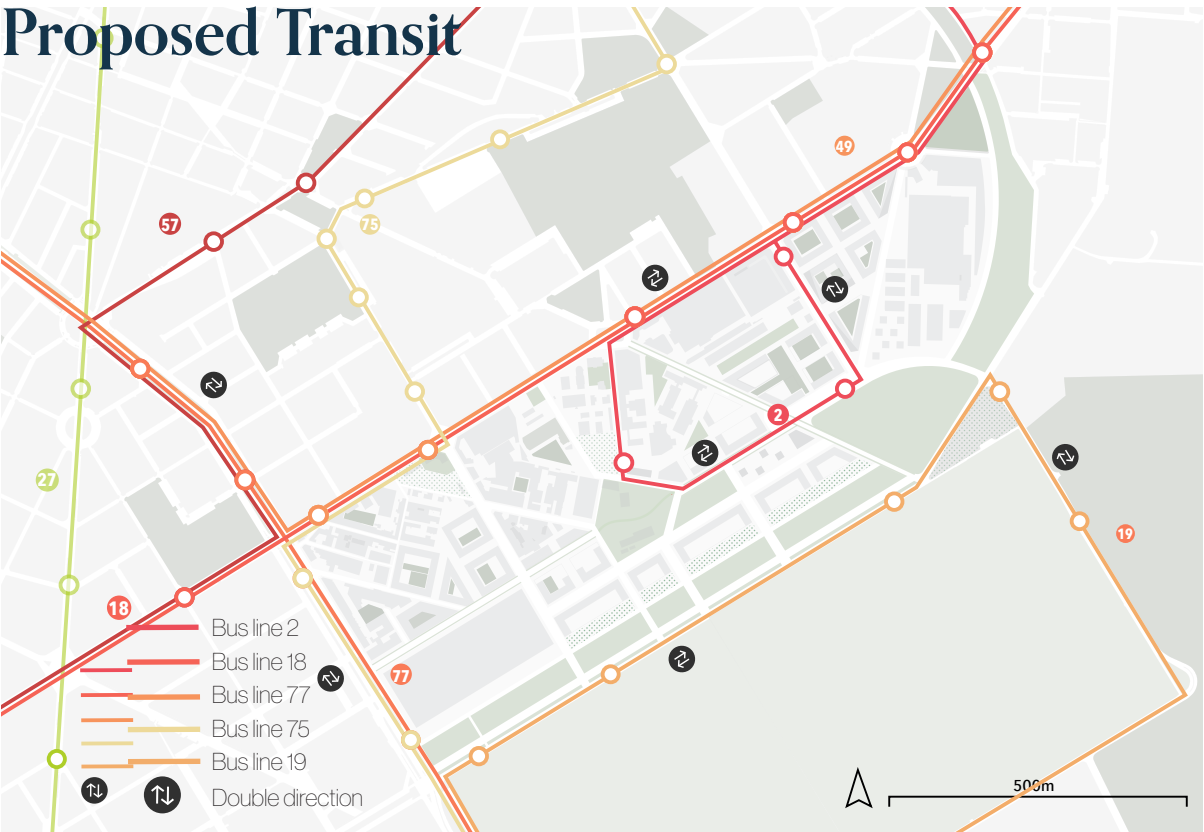 Proposed Transit
49
57
75
2
27
19
18
77
Bus line 2
Bus line 18
Bus line 77
Bus line 75
Bus line 19
Double direction
500m